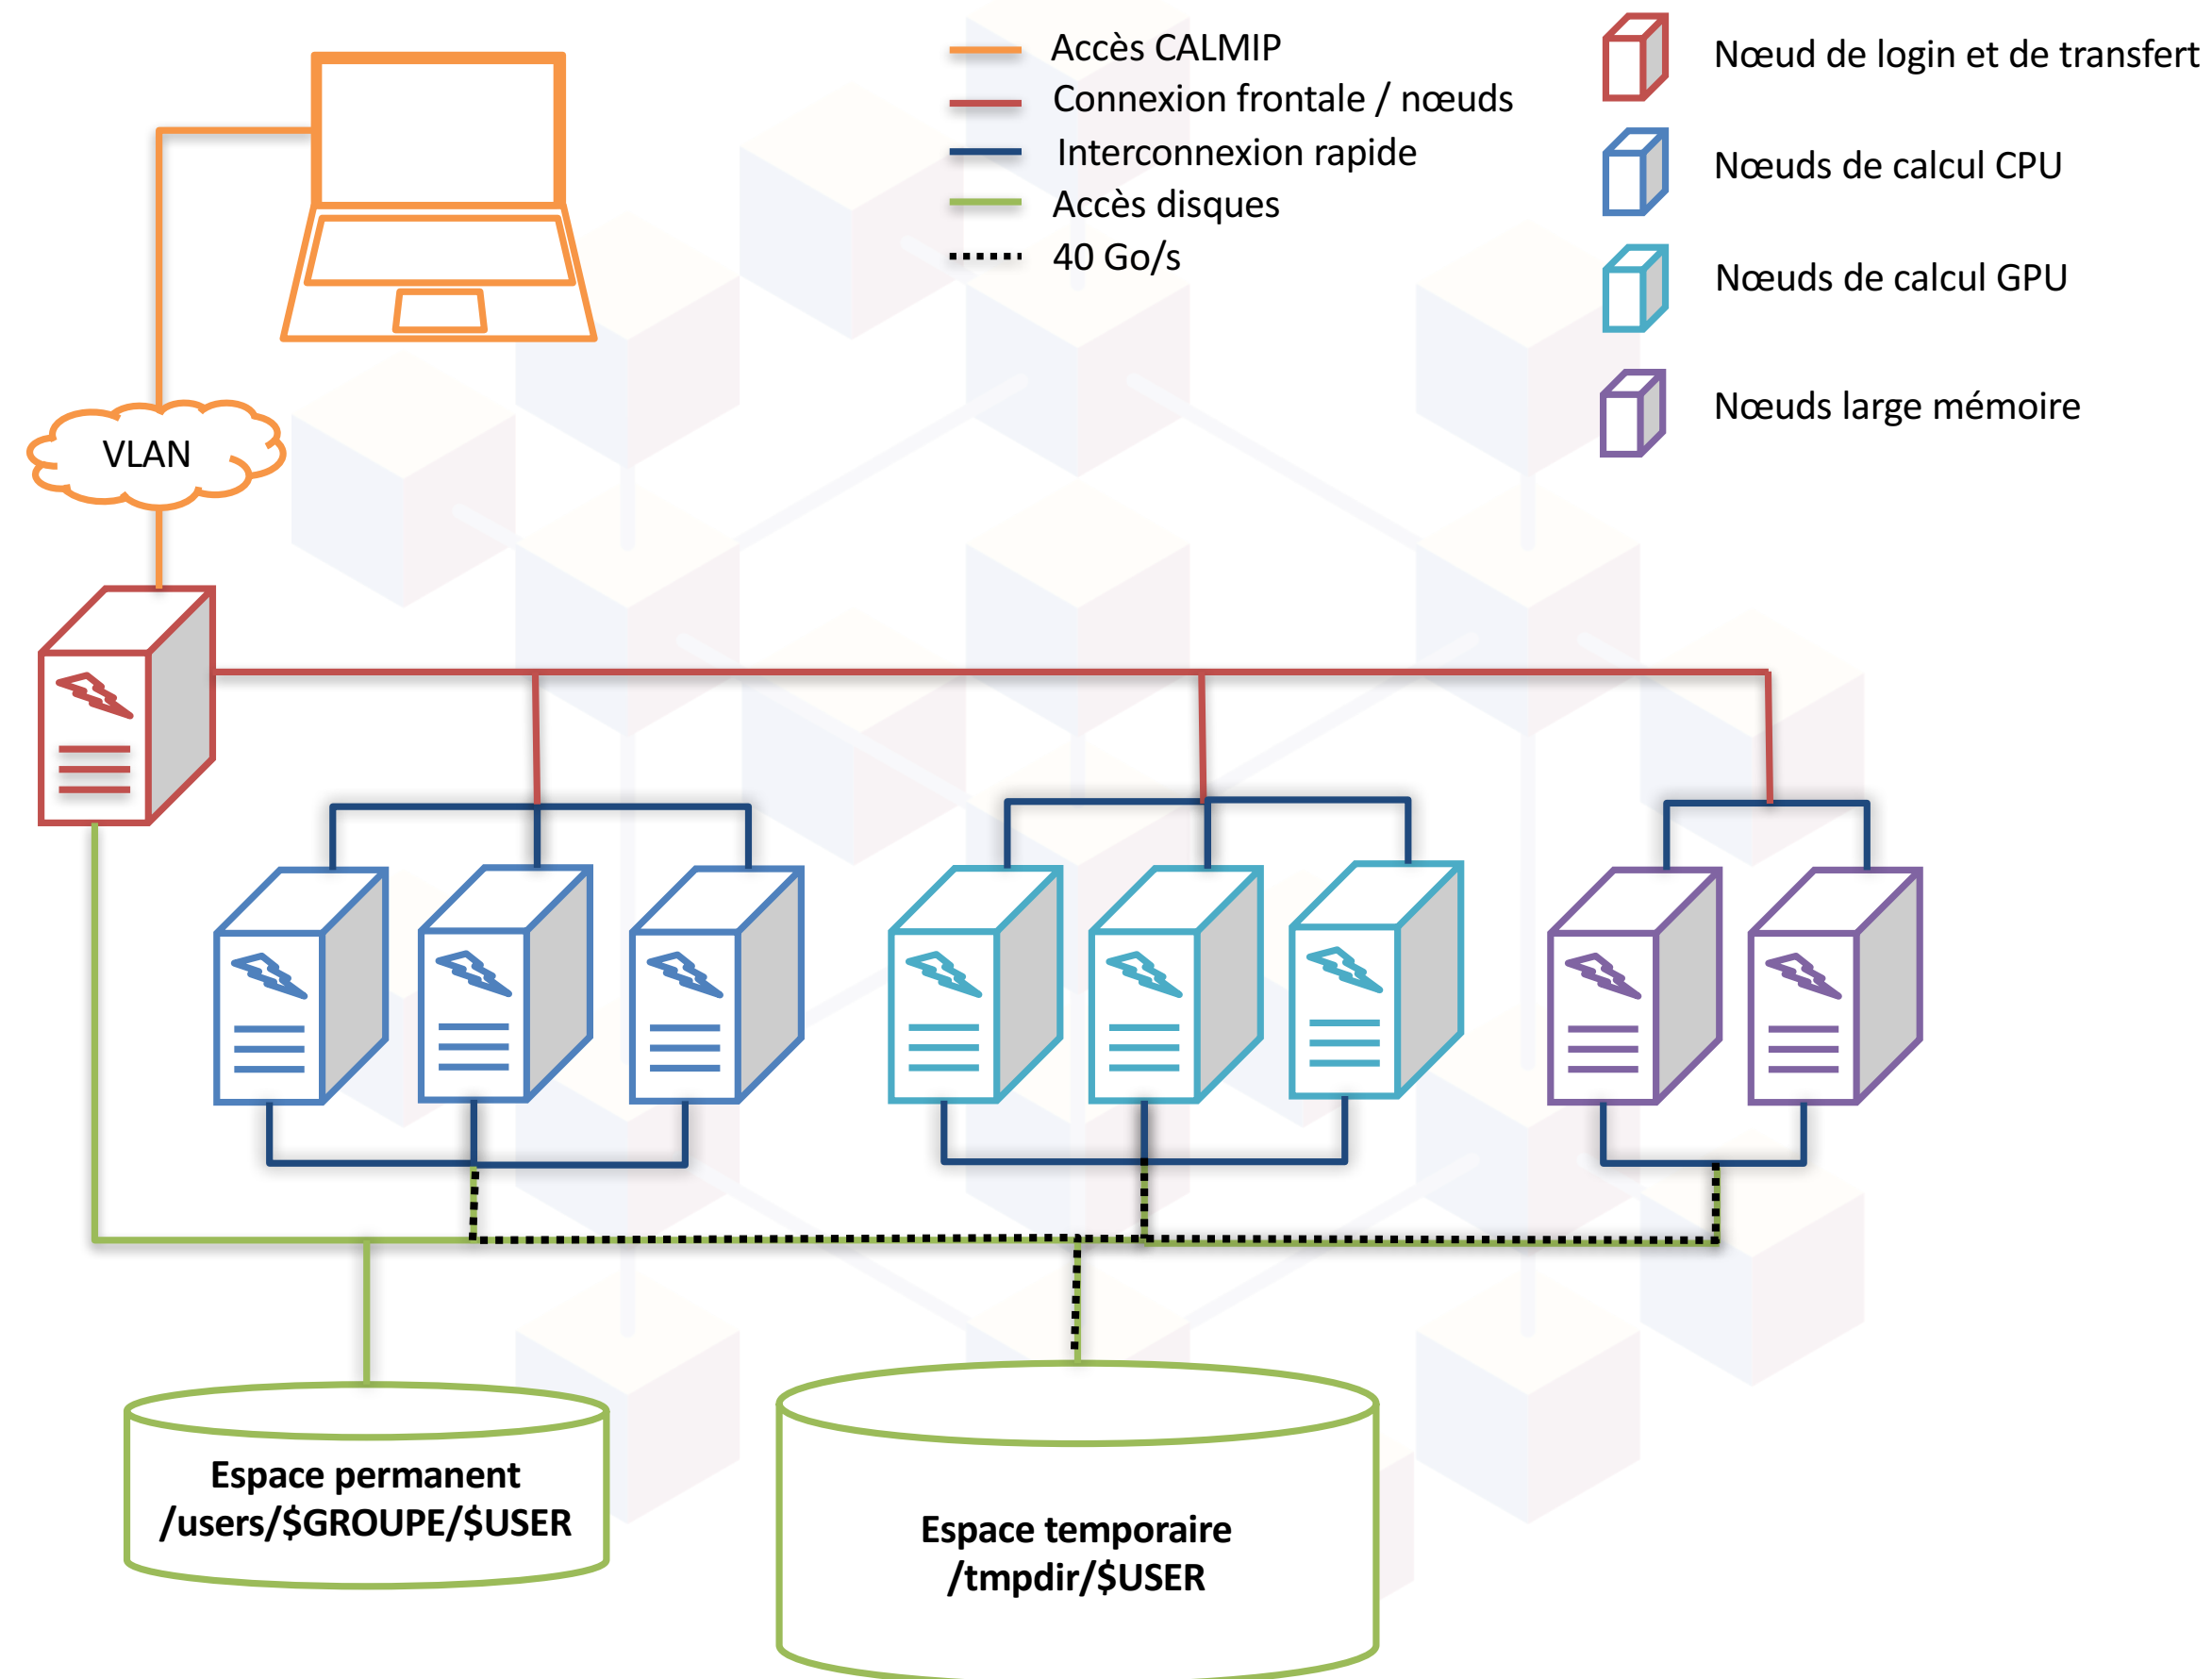 Accès CALMIP
Connexion frontale / nœuds
Interconnexion rapide
Accès disques
40 Go/s
Nœud de login et de transfert
Nœuds de calcul CPU
Nœuds de calcul GPU
Nœuds large mémoire
VLAN
Espace permanent
/users/$GROUPE/$USER
Espace temporaire
/tmpdir/$USER